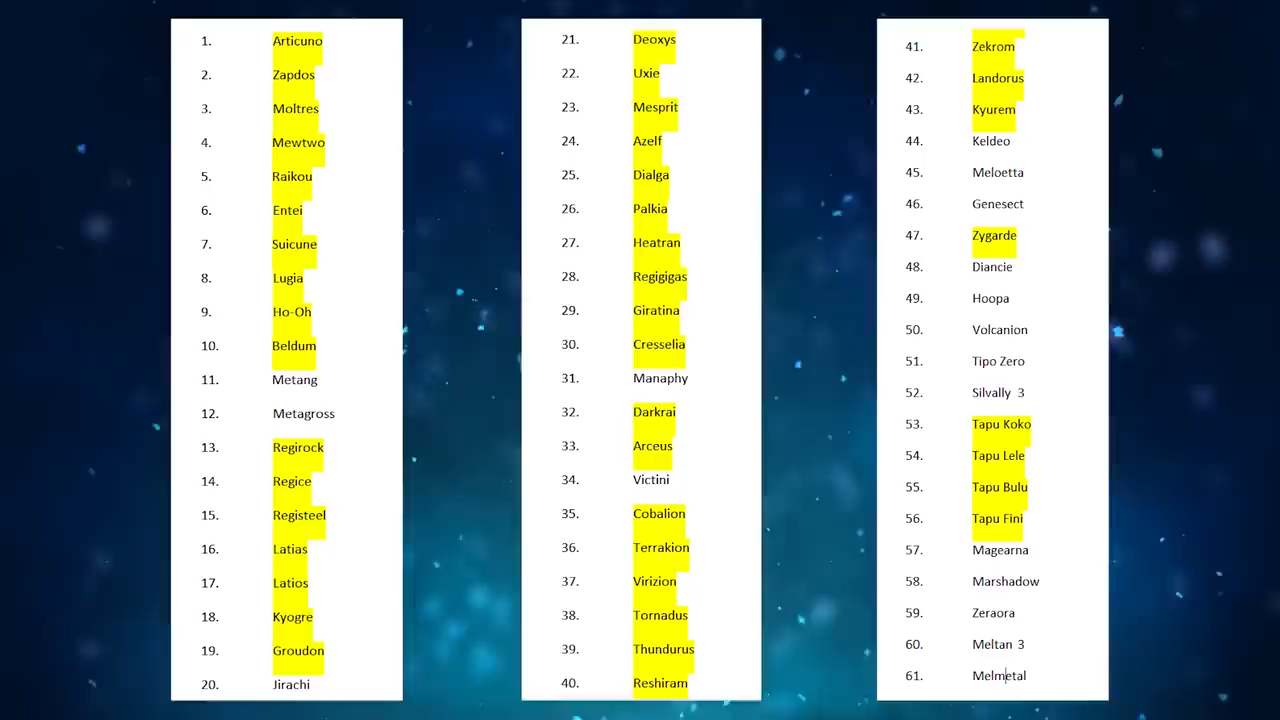 1. Articuno
2. Zapdos
3. Moltres
4. Mewtwo
5. Raikou
6. Entei
7. Suicune
8. Lugia
9. Ho-Oh
10. Beldum
11. Metang
12. Metagross
13. Regirock
14. Regice
15. Registeel
16. Latias
17. Latios
18. Kyogre
19. Groudon
20. Jirachi
21. Deoxys
22. Uxie
23. Mesprit
24. Azelf
25. Dialga
26. Palkia
27. Heatran
28. Regigigas
29. Giratina
30. Cresselia
31. Manaphy
32. Darkrai
33. Arceus
34. Victini
35. Cobalion
36. Terrakion
37. Virizion
38. Tornadus
39. Thundurus
40. Reshiram
41. Zekrom
42. Landorus
43. Kyurem
44. Keldeo
45. Meloetta
46. Genesect
47. Zygarde
48. Diancie
49. Hoopa
50. Volcanion
51. Tipo Zero
52. Silvally 3
53. Tapu Koko
54. Tapu Lele
55. Tapu Bulu
56. Tapu Fini
57. Magearna
58. Marshadow
59. Zeraora
60. Meltan 3
61. Melmetal